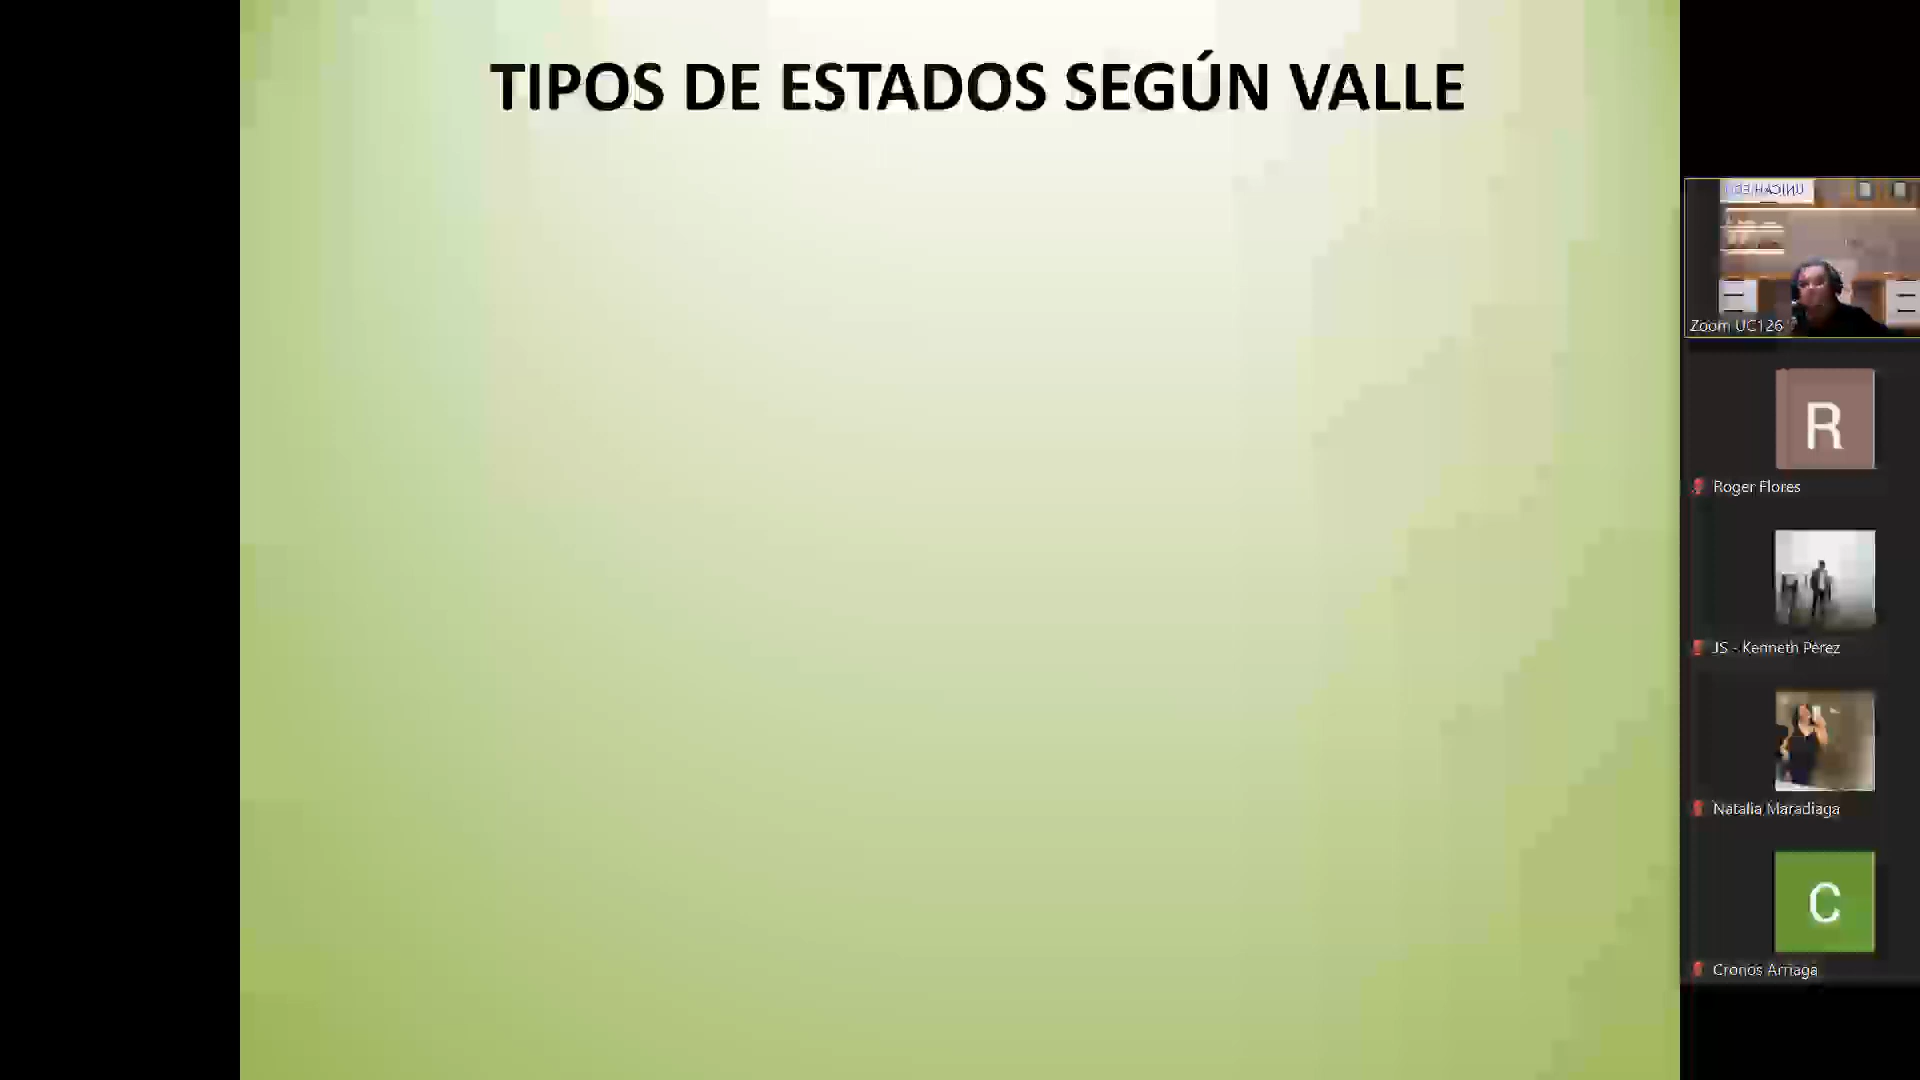 TIPOS DE ESTADOS SEGÚN VALLE
Zoom UC126
R
Roger Flores
JS - Kenneth Pérez
Natalia Maradiaga
C
Cronos Arriaga